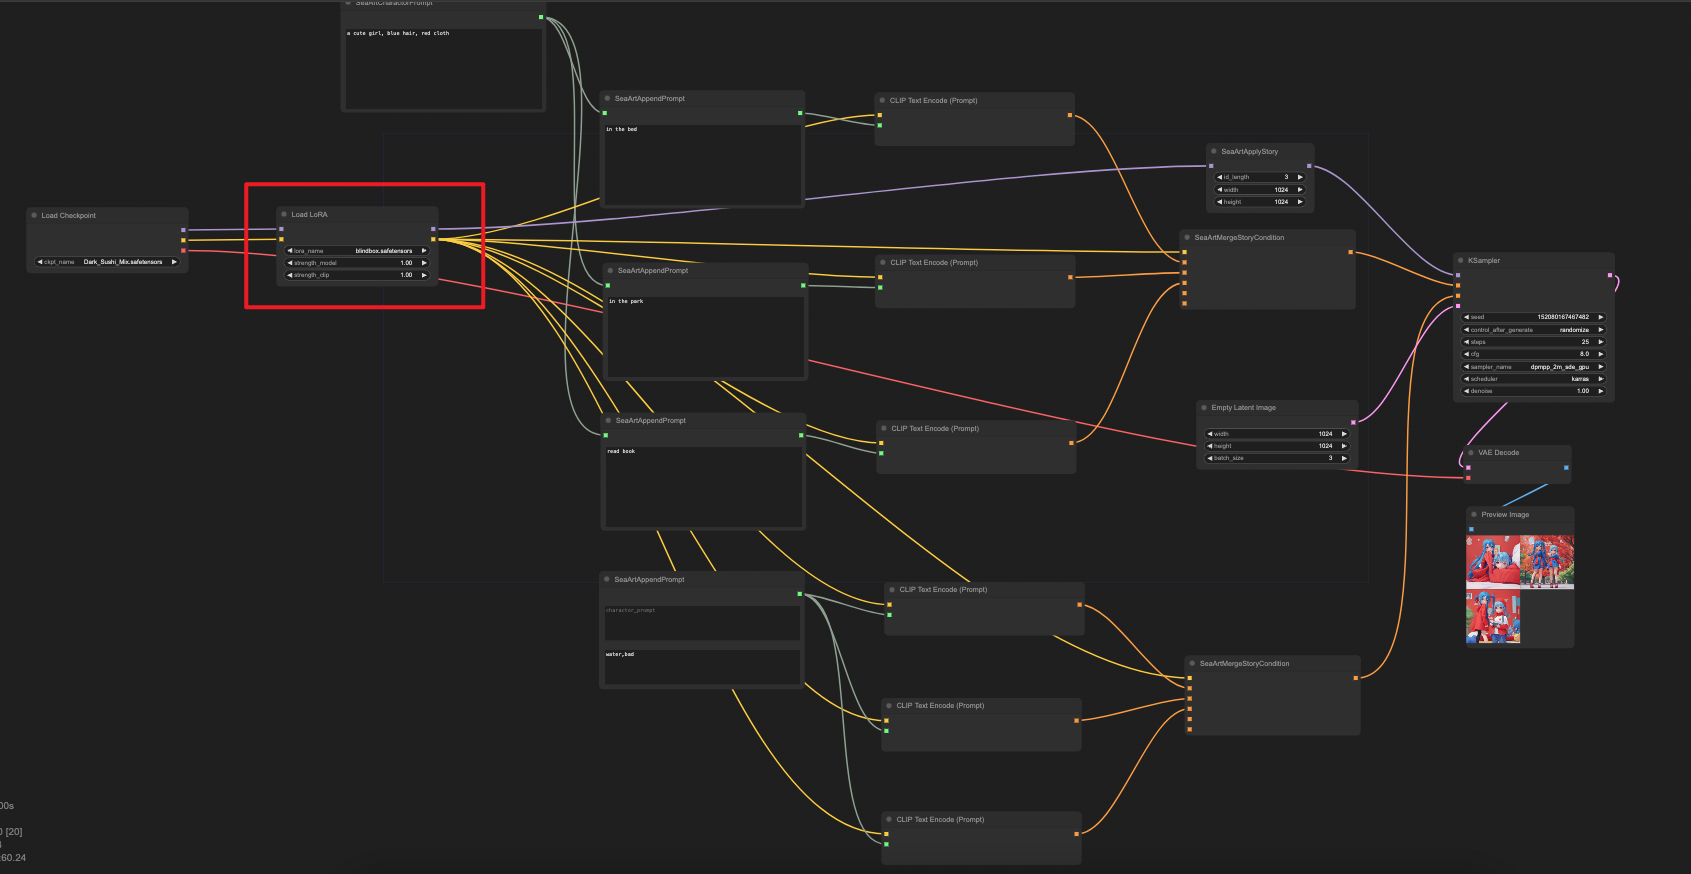 SeaArtCharactorPrompt
a cute girl, blue hair, red cloth
SeaArtAppendPrompt
in the bed
CLIP Text Encode (Prompt)
SeaArtApplyStory
id_length 3
width 1024
height 1024
Load Checkpoint
ckpt_name Dark_Sushi_Mix.safetensors
Load LoRA
lora_name blindbox.safetensors
strength_model 1.00
strength_clip 1.00
SeaArtMergeStoryCondition
SeaArtAppendPrompt
in the park
CLIP Text Encode (Prompt)
KSampler
seed 152080167467482
control_after_generate randomize
steps 25
cfg 8.0
sampler_name dpmpp_2m_sde_gpu
scheduler karras
denoise 1.00
SeaArtAppendPrompt
read book
CLIP Text Encode (Prompt)
Empty Latent Image
width 1024
height 1024
batch_size 3
VAE Decode
Preview Image
SeaArtAppendPrompt
charactor_prompt
water,bad
CLIP Text Encode (Prompt)
SeaArtMergeStoryCondition
CLIP Text Encode (Prompt)
CLIP Text Encode (Prompt)
00s
[20]
:60.24